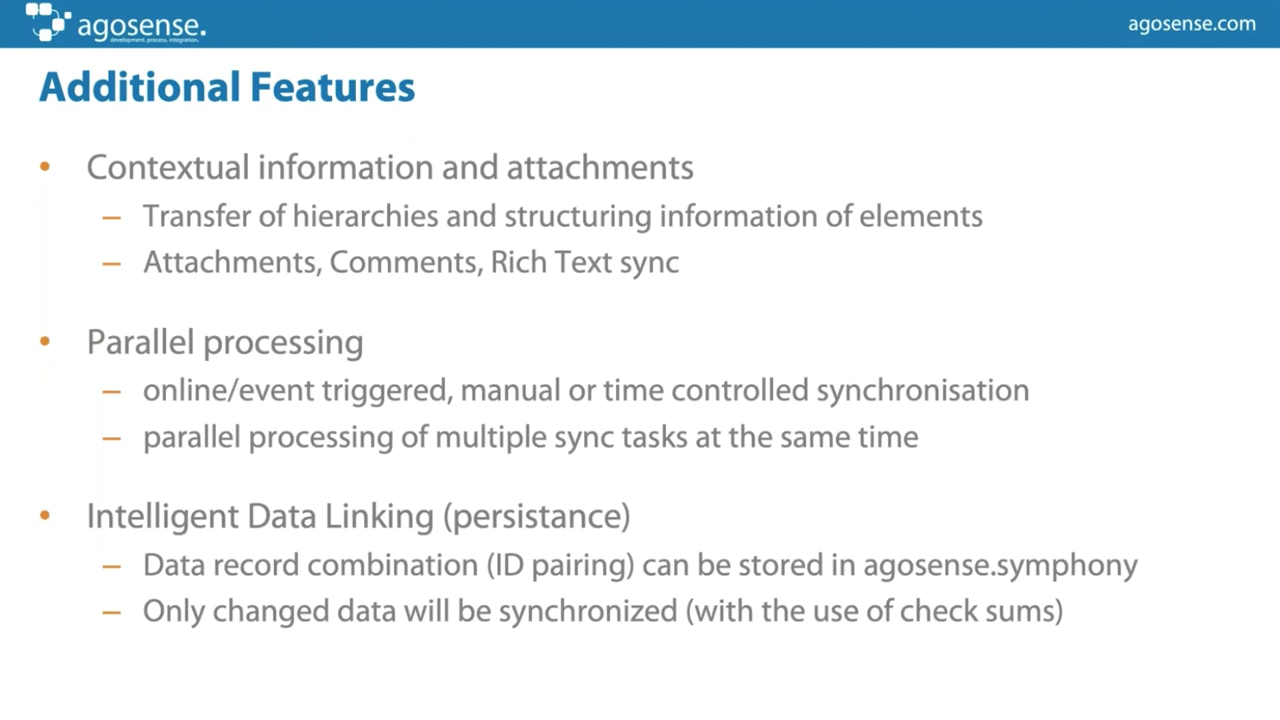 agosense.
development, process, integration.
agosense.com
Additional Features
• Contextual information and attachments
– Transfer of hierarchies and structuring information of elements
– Attachments, Comments, Rich Text sync
• Parallel processing
– online/event triggered, manual or time controlled synchronisation
– parallel processing of multiple sync tasks at the same time
• Intelligent Data Linking (persistance)
– Data record combination (ID pairing) can be stored in agosense.symphony
– Only changed data will be synchronized (with the use of check sums)